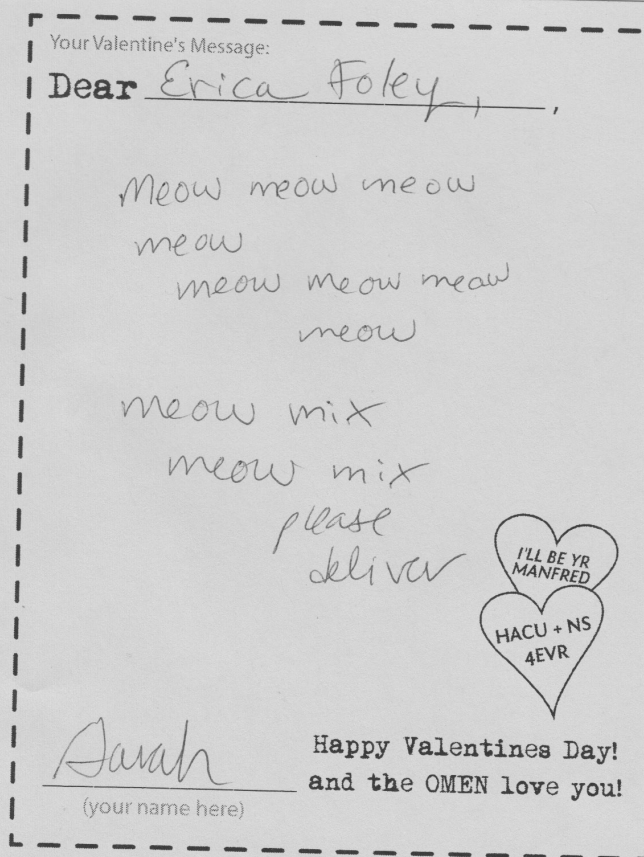 Your Valentine's Message:
Dear Erica Foley, ,
Meow meow meow
meow
meow meow meow
meow
meow mix
meow mix
please
deliver
I'LL BE YR
MANFRED
HACU + NS
4EVR
Sarah
(your name here)
Happy Valentines Day!
and the OMEN love you!